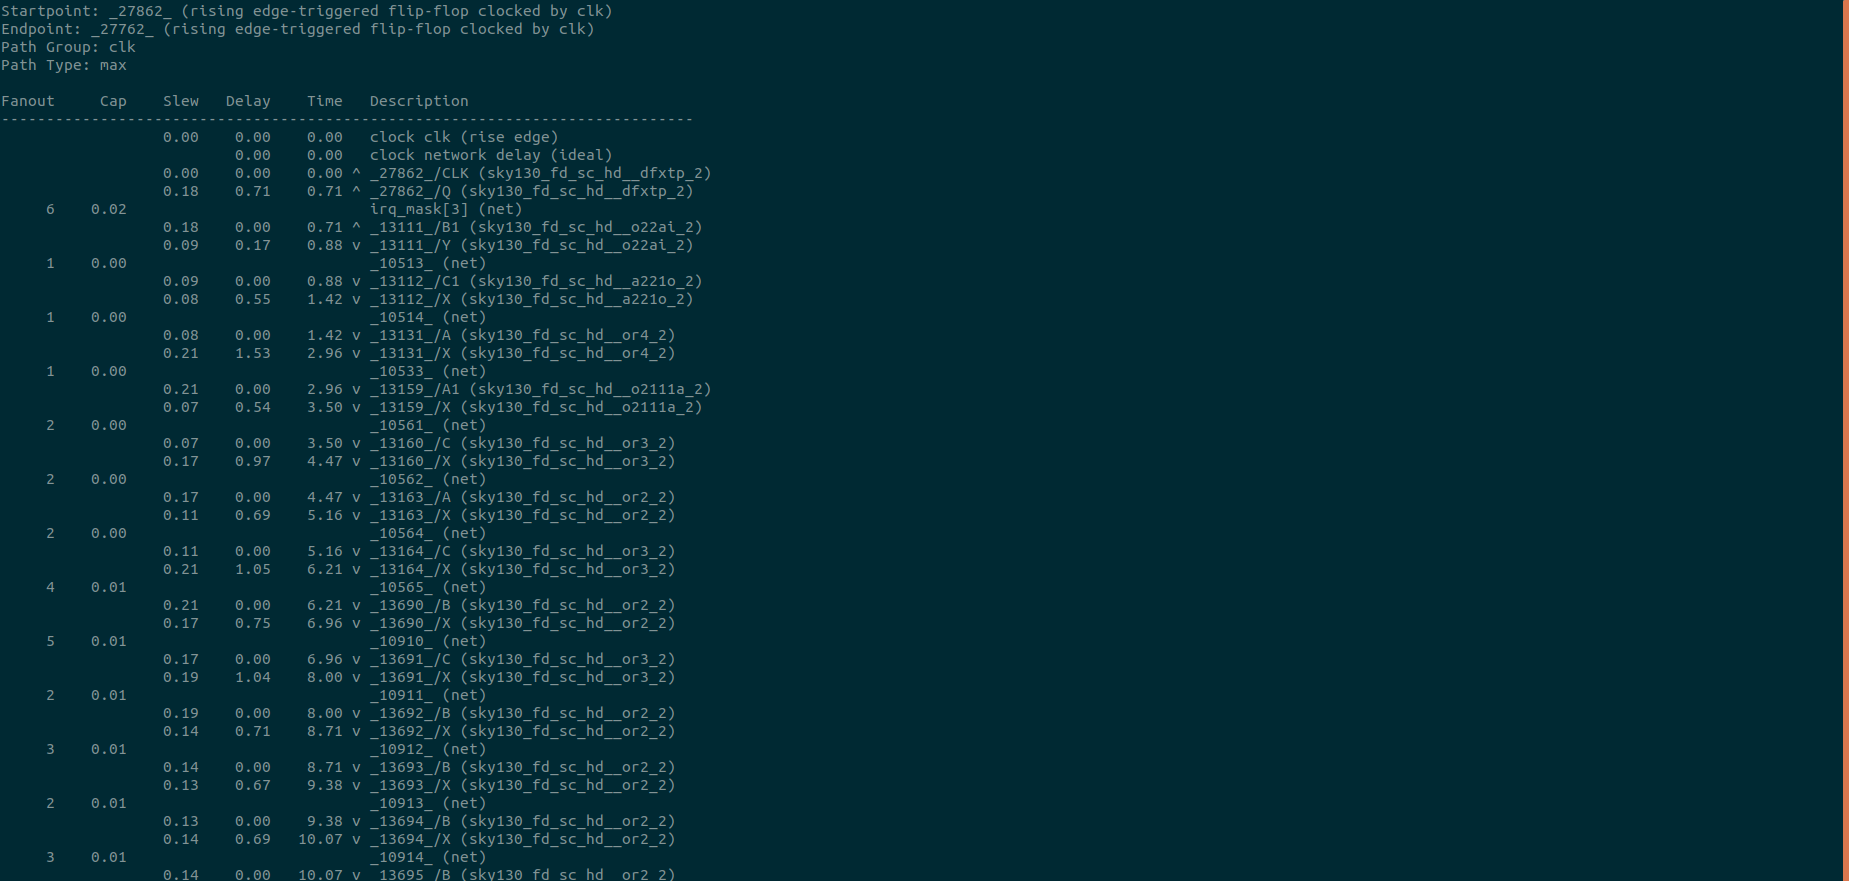 Startpoint: _27862_ (rising edge-triggered flip-flop clocked by clk)
Endpoint: _27762_ (rising edge-triggered flip-flop clocked by clk)
Path Group: clk
Path Type: max

Fanout     Cap    Slew   Delay    Time   Description
-----------------------------------------------------------------------------
                  0.00    0.00    0.00   clock clk (rise edge)
                          0.00    0.00   clock network delay (ideal)
                  0.00    0.00    0.00 ^ _27862_/CLK (sky130_fd_sc_hd__dfxtp_2)
                  0.18    0.71    0.71 ^ _27862_/Q (sky130_fd_sc_hd__dfxtp_2)
     6    0.02                           irq_mask[3] (net)
                  0.18    0.00    0.71 ^ _13111_/B1 (sky130_fd_sc_hd__o22ai_2)
                  0.09    0.17    0.88 v _13111_/Y (sky130_fd_sc_hd__o22ai_2)
     1    0.00                           _10513_ (net)
                  0.09    0.00    0.88 v _13112_/C1 (sky130_fd_sc_hd__a221o_2)
                  0.08    0.55    1.42 v _13112_/X (sky130_fd_sc_hd__a221o_2)
     1    0.00                           _10514_ (net)
                  0.08    0.00    1.42 v _13131_/A (sky130_fd_sc_hd__or4_2)
                  0.21    1.53    2.96 v _13131_/X (sky130_fd_sc_hd__or4_2)
     1    0.00                           _10533_ (net)
                  0.21    0.00    2.96 v _13159_/A1 (sky130_fd_sc_hd__o2111a_2)
                  0.07    0.54    3.50 v _13159_/X (sky130_fd_sc_hd__o2111a_2)
     2    0.00                           _10561_ (net)
                  0.07    0.00    3.50 v _13160_/C (sky130_fd_sc_hd__or3_2)
                  0.17    0.97    4.47 v _13160_/X (sky130_fd_sc_hd__or3_2)
     2    0.00                           _10562_ (net)
                  0.17    0.00    4.47 v _13163_/A (sky130_fd_sc_hd__or2_2)
                  0.11    0.69    5.16 v _13163_/X (sky130_fd_sc_hd__or2_2)
     2    0.00                           _10564_ (net)
                  0.11    0.00    5.16 v _13164_/C (sky130_fd_sc_hd__or3_2)
                  0.21    1.05    6.21 v _13164_/X (sky130_fd_sc_hd__or3_2)
     4    0.01                           _10565_ (net)
                  0.21    0.00    6.21 v _13690_/B (sky130_fd_sc_hd__or2_2)
                  0.17    0.75    6.96 v _13690_/X (sky130_fd_sc_hd__or2_2)
     5    0.01                           _10910_ (net)
                  0.17    0.00    6.96 v _13691_/C (sky130_fd_sc_hd__or3_2)
                  0.19    1.04    8.00 v _13691_/X (sky130_fd_sc_hd__or3_2)
     2    0.01                           _10911_ (net)
                  0.19    0.00    8.00 v _13692_/B (sky130_fd_sc_hd__or2_2)
                  0.14    0.71    8.71 v _13692_/X (sky130_fd_sc_hd__or2_2)
     3    0.01                           _10912_ (net)
                  0.14    0.00    8.71 v _13693_/B (sky130_fd_sc_hd__or2_2)
                  0.13    0.67    9.38 v _13693_/X (sky130_fd_sc_hd__or2_2)
     2    0.01                           _10913_ (net)
                  0.13    0.00    9.38 v _13694_/B (sky130_fd_sc_hd__or2_2)
                  0.14    0.69   10.07 v _13694_/X (sky130_fd_sc_hd__or2_2)
     3    0.01                           _10914_ (net)
                  0.14    0.00   10.07 v _13695_/B (sky130_fd_sc_hd__or2_2)